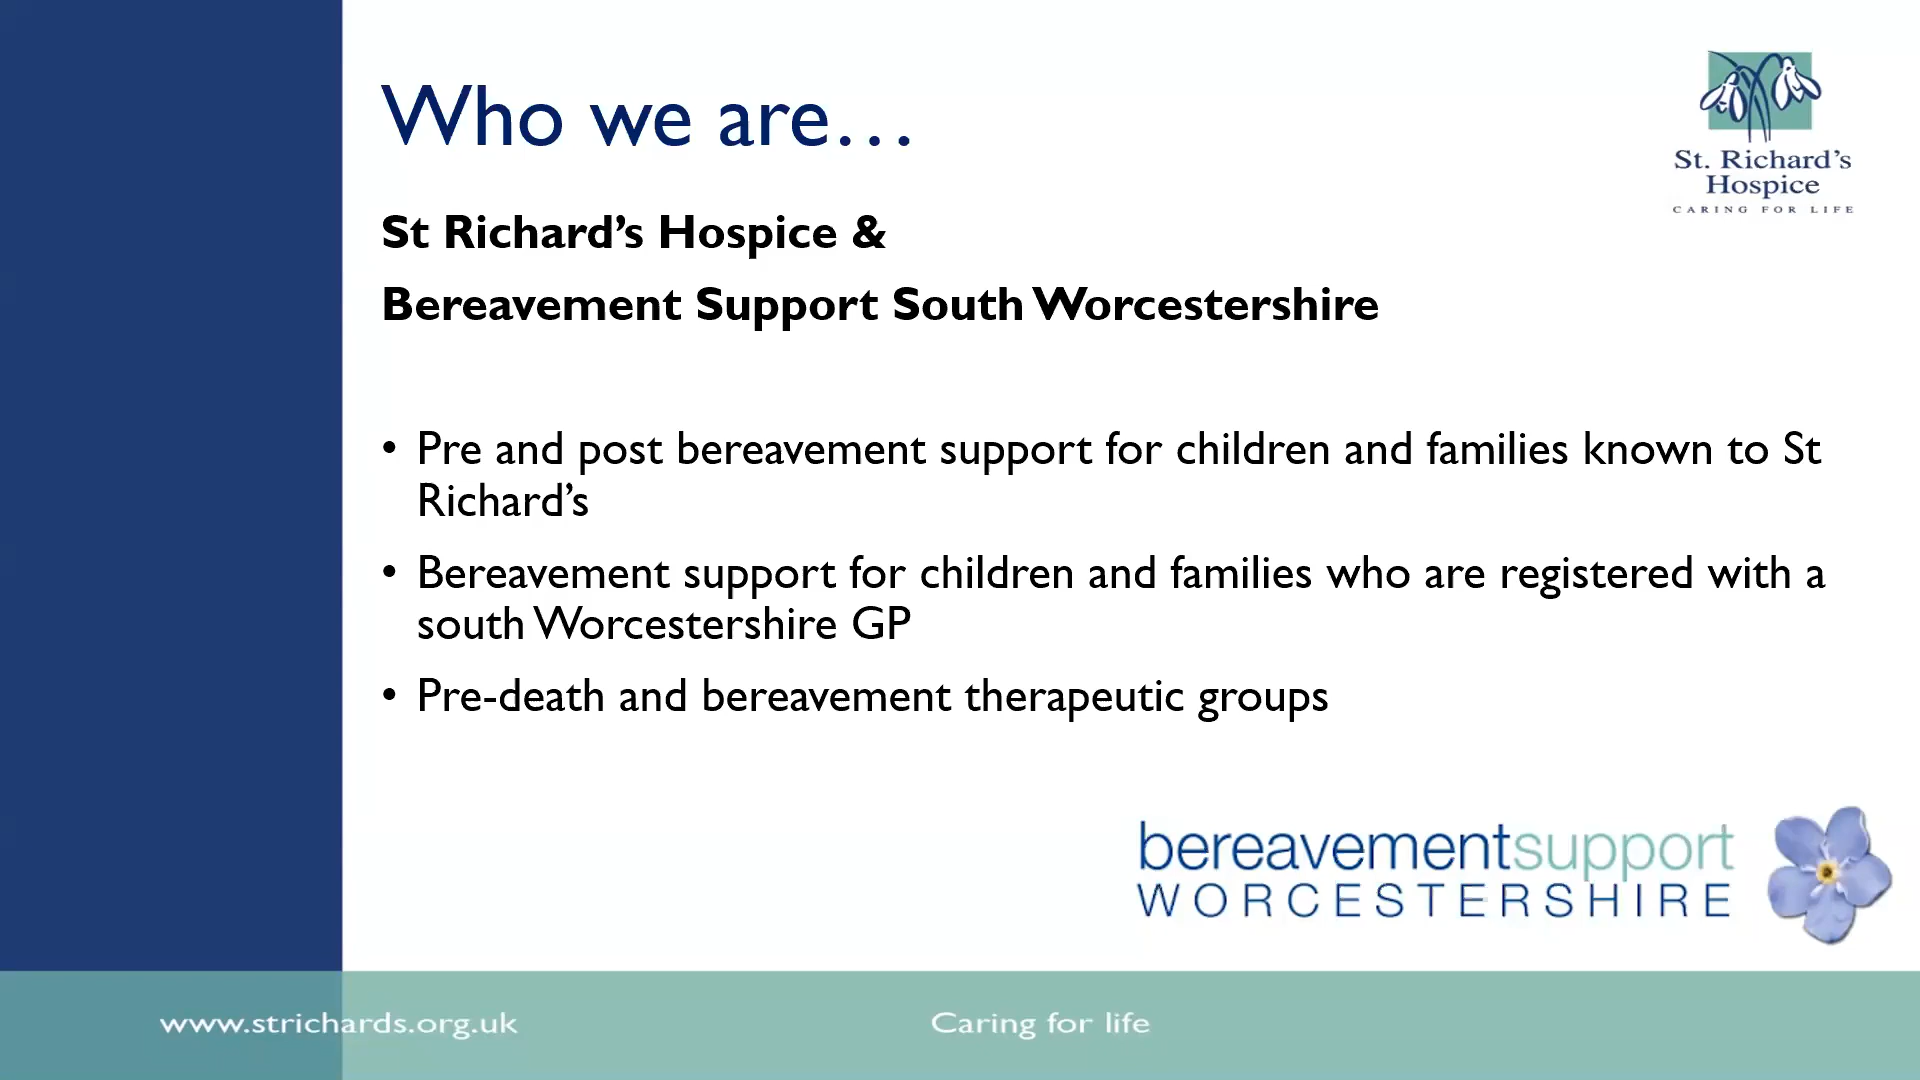 Who we are…
St. Richard’s
Hospice
CARING FOR LIFE
St Richard’s Hospice &
Bereavement Support South Worcestershire
• Pre and post bereavement support for children and families known to St
Richard’s
• Bereavement support for children and families who are registered with a
south Worcestershire GP
• Pre-death and bereavement therapeutic groups
bereavementsupport
WORCESTERSHIRE
www.strichards.org.uk
Caring for life